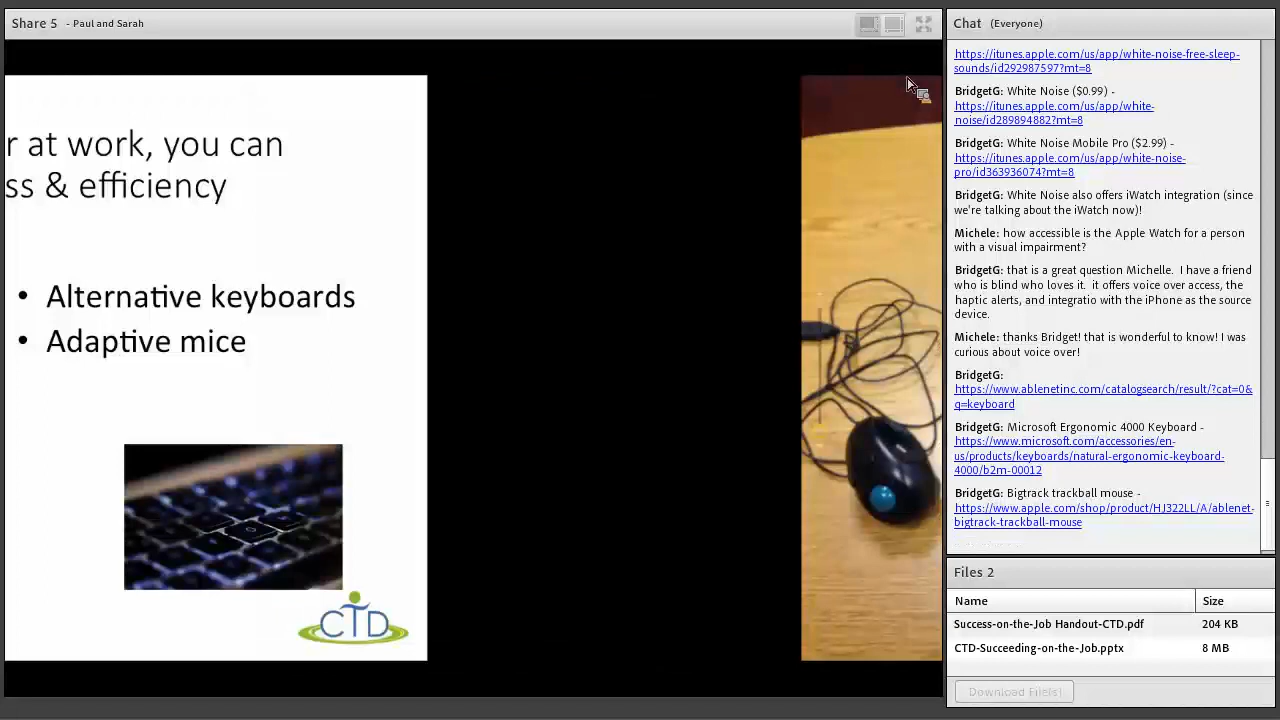 Share 5 - Paul and Sarah
r at work, you can
ss & efficiency
• Alternative keyboards
• Adaptive mice
CTD
Chat (Everyone)
https://itunes.apple.com/us/app/white-noise-free-sleep-
sounds/id292987597?mt=8
BridgetG: White Noise ($0.99) -
https://itunes.apple.com/us/app/white-
noise/id289894882?mt=8
BridgetG: White Noise Mobile Pro ($2.99) -
https://itunes.apple.com/us/app/white-noise-
pro/id363936074?mt=8
BridgetG: White Noise also offers iWatch integration (since
we're talking about the iWatch now)!
Michele: how accessible is the Apple Watch for a person
with a visual impairment?
BridgetG: that is a great question Michelle. I have a friend
who is blind who loves it. it offers voice over access, the
haptic alerts, and integratio with the iPhone as the source
device.
Michele: thanks Bridget! that is wonderful to know! I was
curious about voice over!
BridgetG:
https://www.ablenetinc.com/catalogsearch/result/?cat=0&
q=keyboard
BridgetG: Microsoft Ergonomic 4000 Keyboard -
https://www.microsoft.com/accessories/en-
us/products/keyboards/natural-ergonomic-keyboard-
4000/b2m-00012
BridgetG: Bigtrack trackball mouse -
https://www.apple.com/shop/product/HJ322LL/A/ablenet-
bigtrack-trackball-mouse
Files 2
Name Size
Success-on-the-Job Handout-CTD.pdf 204 KB
CTD-Succeeding-on-the-Job.pptx 8 MB
Download File(s)